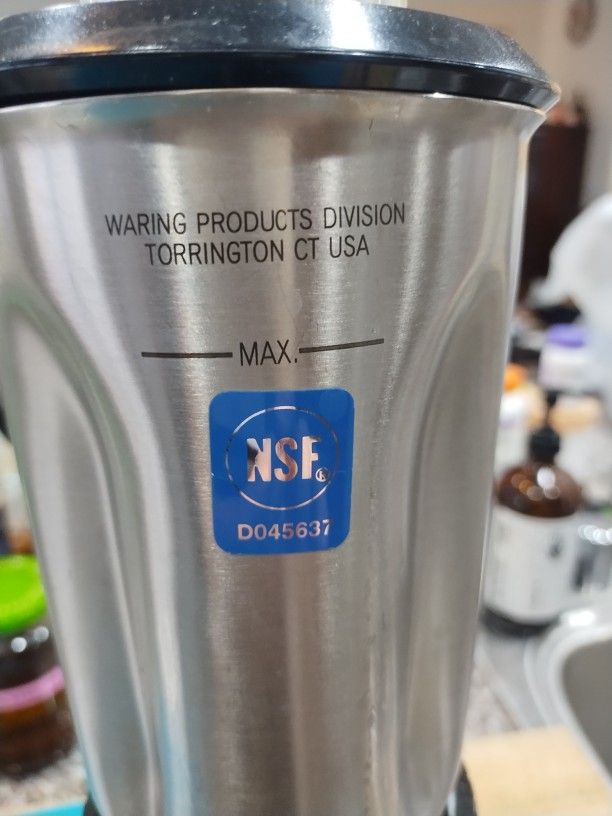 WARING PRODUCTS DIVISION
TORRINGTON CT USA
MAX.
NSF®
D045637